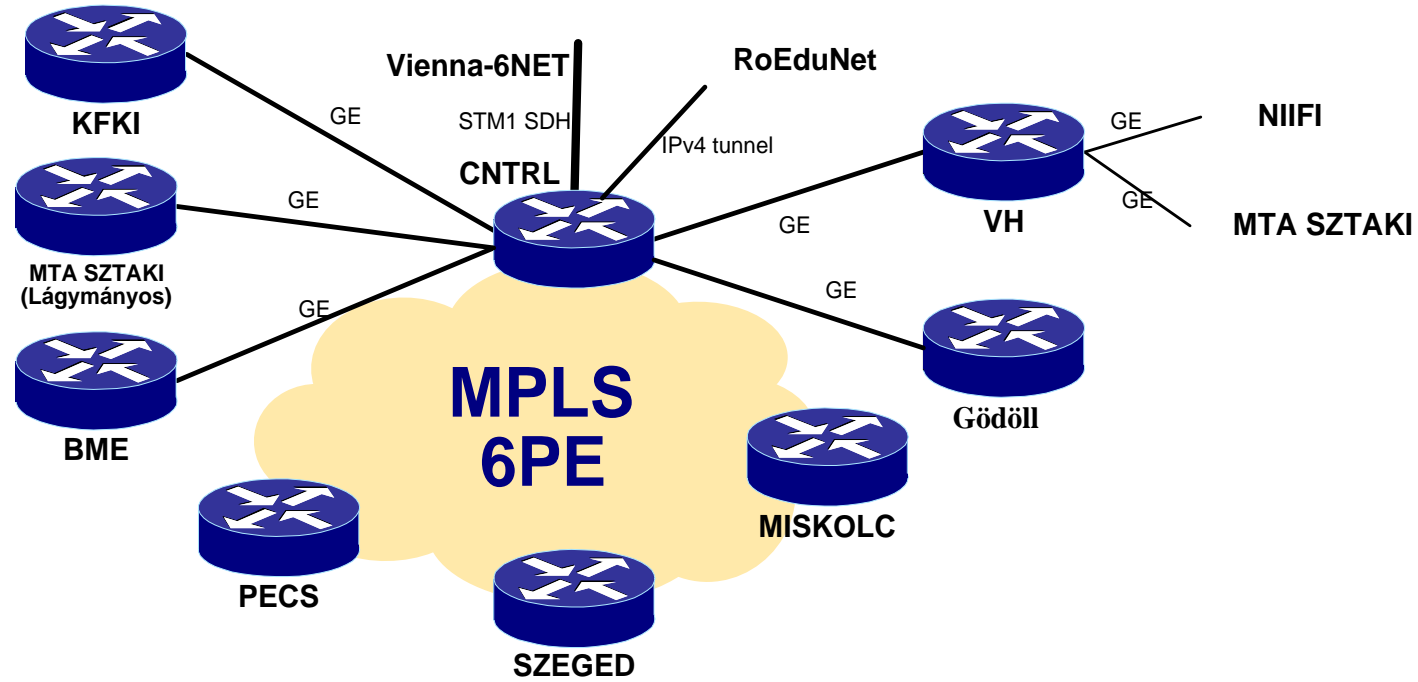 Vienna-6NET
RoEduNet
KFKI
GE
STM1 SDH
IPv4 tunnel
CNTRL
GE
NIIFI
MTA SZTAKI
(Lágymányos)
GE
VH
GE
GE
MTA SZTAKI
BME
GE
GE
Gödöll
MPLS
6PE
MISKOLC
PECS
SZEGED